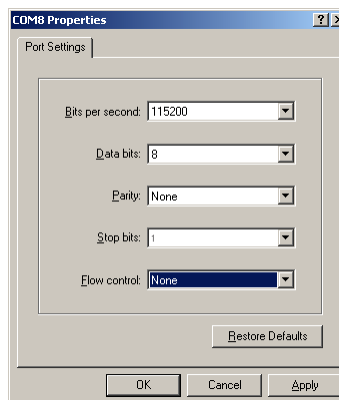 COM8 Properties
Port Settings
Bits per second: 115200
Data bits: 8
Parity: None
Stop bits: 1
Flow control: None
Restore Defaults
OK Cancel Apply